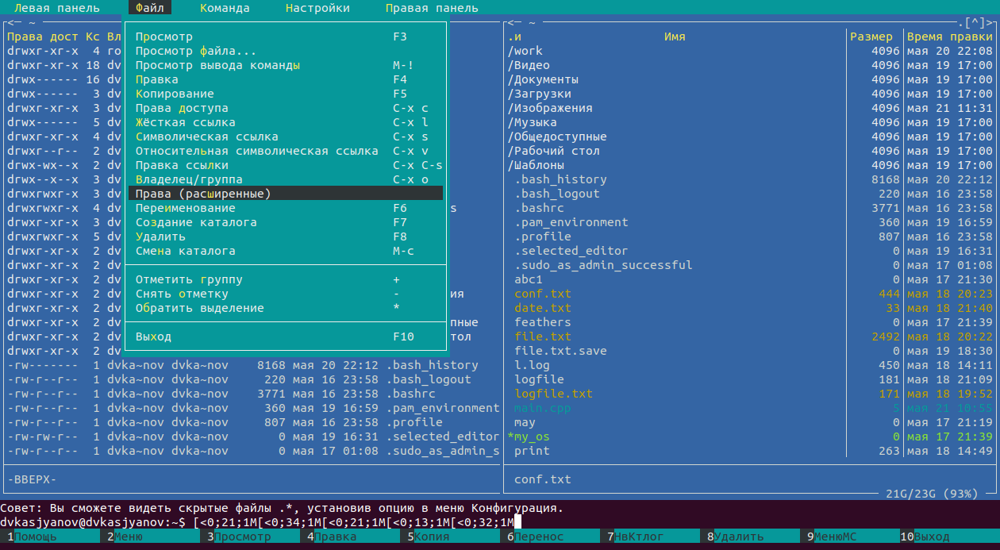 Левая панель Файл Команда Настройки Правая панель
<─ ~ <─ ~ .[^]>
Права дост Кс Вл .и Имя Размер Время правки
drwxr-xr-x 4 ro Просмотр F3 /work 4096 мая 20 22:08
drwxr-xr-x 18 dv Просмотр файла... /Видео 4096 мая 19 17:00
drwx------ 16 dv Просмотр вывода команды M-! /Документы 4096 мая 19 17:00
drwx------ 3 dv Правка F4 /Загрузки 4096 мая 19 17:00
drwxr-xr-x 3 dv Копирование F5 /Изображения 4096 мая 21 11:31
drwx------ 5 dv Права доступа C-x c /Музыка 4096 мая 19 17:00
drwxr-xr-x 4 dv Жёсткая ссылка C-x l /Общедоступные 4096 мая 19 17:00
drwxr--r-- 2 dv Символическая ссылка C-x s /Рабочий стол 4096 мая 19 17:00
drwx-wx--x 2 dv Относительная символическая ссылка C-x v /Шаблоны 4096 мая 19 17:00
drwx--x--x 3 dv Правка ссылки C-x C-s .bash_history 8168 мая 20 22:12
drwxrwxr-x 3 dv Владелец/группа C-x o .bash_logout 220 мая 16 23:58
drwxrwxr-x 4 dv Права (расширенные) s .bashrc 3771 мая 16 23:58
drwxr-xr-x 3 dv Переименование F6 .pam_environment 360 мая 19 16:59
drwxrwxr-x 5 dv Создание каталога F7 .profile 807 мая 16 23:58
drwxr-xr-x 2 dv Удалить F8 .selected_editor 0 мая 19 16:31
drwxr-xr-x 2 dv Смена каталога M-c .sudo_as_admin_successful 0 мая 17 01:08
drwxr-xr-x 2 dv Отметить группу + abc1 0 мая 17 21:30
drwxr-xr-x 2 dv Снять отметку - ия conf.txt 444 мая 18 20:23
drwxr-xr-x 2 dv Обратить выделение * date.txt 33 мая 18 21:40
drwxr-xr-x 2 dv пные feathers 0 мая 17 21:39
drwxr-xr-x 2 dv Выход F10 тол file.txt 2492 мая 18 20:22
drwxr-xr-x 2 dv file.txt.save 0 мая 19 18:30
-rw------- 1 dvka~nov dvka~nov 8168 мая 20 22:12 .bash_history l.log 450 мая 18 14:11
-rw-r--r-- 1 dvka~nov dvka~nov 220 мая 16 23:58 .bash_logout logfile 181 мая 18 21:09
-rw-r--r-- 1 dvka~nov dvka~nov 3771 мая 16 23:58 .bashrc logfile.txt 171 мая 18 19:52
-rw-r--r-- 1 dvka~nov dvka~nov 360 мая 19 16:59 .pam_environment main.cpp 5 мая 21 10:55
-rw-r--r-- 1 dvka~nov dvka~nov 807 мая 16 23:58 .profile may 0 мая 17 21:19
-rw-rw-r-- 1 dvka~nov dvka~nov 0 мая 19 16:31 .selected_editor *my_os 0 мая 17 21:39
-rw-r--r-- 1 dvka~nov dvka~nov 0 мая 17 01:08 .sudo_as_admin_s print 263 мая 18 14:49
-ВВЕРХ- conf.txt
21G/23G (93%)
Совет: Вы сможете видеть скрытые файлы .*, установив опцию в меню Конфигурация.
dvkasjyanov@dvkasjyanov:~$ [<0;21;1M[<0;34;1M[<0;21;1M[<0;13;1M[<0;32;1M
1Помощь 2Меню 3Просмотр 4Правка 5Копия 6Перенос 7НвКтлог 8Удалить 9МенюМС 10Выход